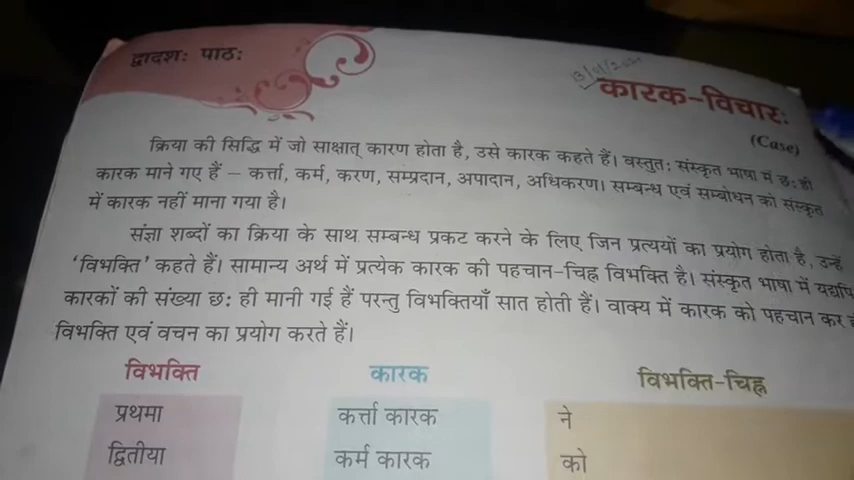 द्वादशः पाठः
कारक-विचारः
(Case)
क्रिया की सिद्धि में जो साक्षात् कारण होता है, उसे कारक कहते हैं। वस्तुतः संस्कृत भाषा में छः ही
कारक माने गए हैं – कर्त्ता, कर्म, करण, सम्प्रदान, अपादान, अधिकरण। सम्बन्ध एवं सम्बोधन को संस्कृत
में कारक नहीं माना गया है।
संज्ञा शब्दों का क्रिया के साथ सम्बन्ध प्रकट करने के लिए जिन प्रत्ययों का प्रयोग होता है, उन्हें
‘विभक्ति’ कहते हैं। सामान्य अर्थ में प्रत्येक कारक की पहचान-चिह्न विभक्ति है। संस्कृत भाषा में यद्यपि
कारकों की संख्या छः ही मानी गई हैं परन्तु विभक्तियाँ सात होती हैं। वाक्य में कारक को पहचान कर
विभक्ति एवं वचन का प्रयोग करते हैं।
विभक्ति कारक विभक्ति-चिह्न
प्रथमा कर्त्ता कारक ने
द्वितीया कर्म कारक को